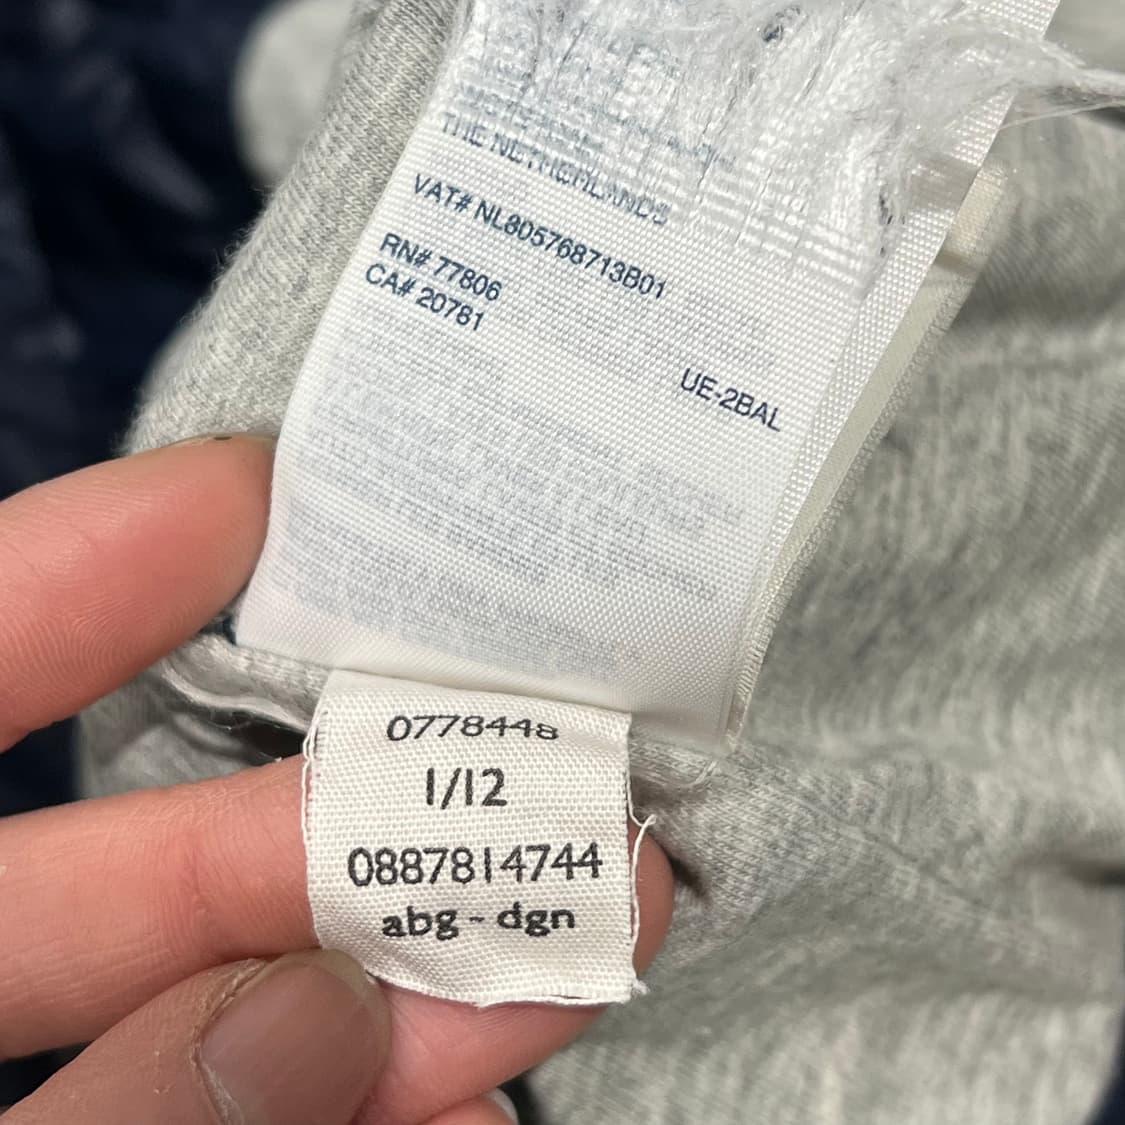 THE NETHERLANDS
VAT# NL805768713B01
RN# 77806
CA# 20781
UE-2BAL
0778448
1/12
0887814744
abg - dgn